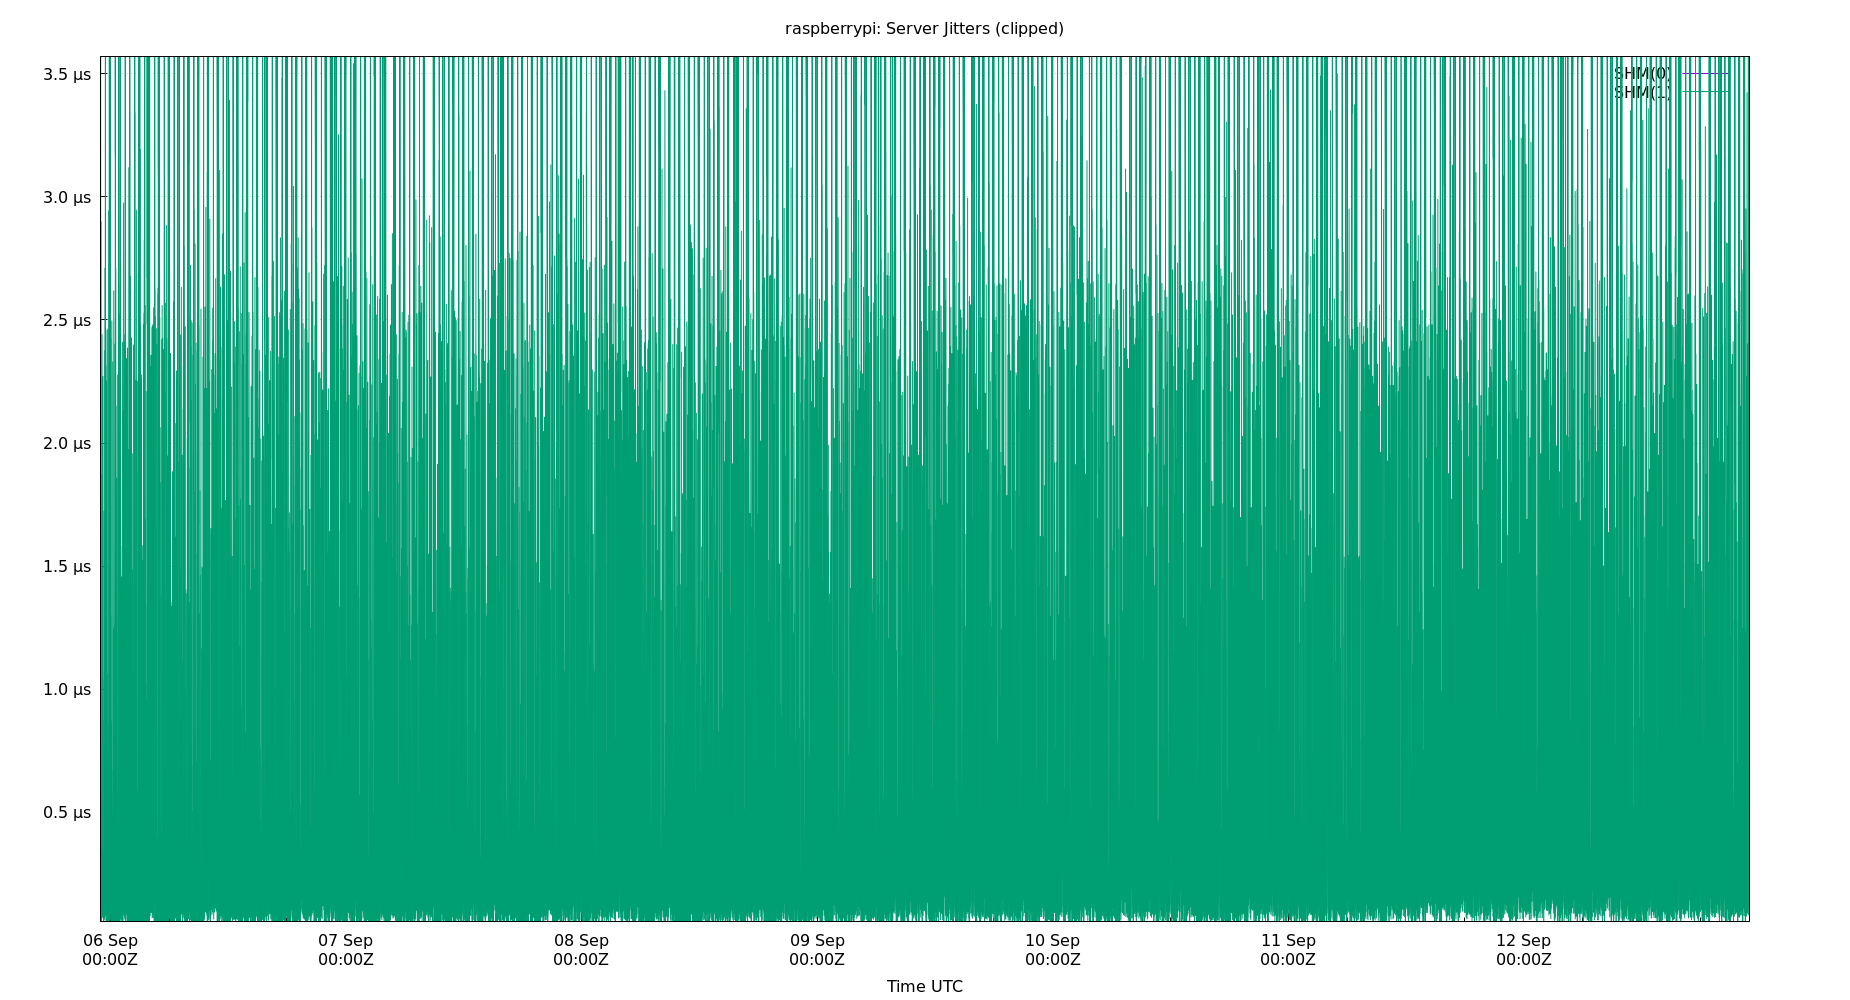 raspberrypi: Server Jitters (clipped)
3.5 µs
SHM(0)
SHM(1)
3.0 µs
2.5 µs
2.0 µs
1.5 µs
1.0 µs
0.5 µs
06 Sep 07 Sep 08 Sep 09 Sep 10 Sep 11 Sep 12 Sep
00:00Z 00:00Z 00:00Z 00:00Z 00:00Z 00:00Z 00:00Z
Time UTC